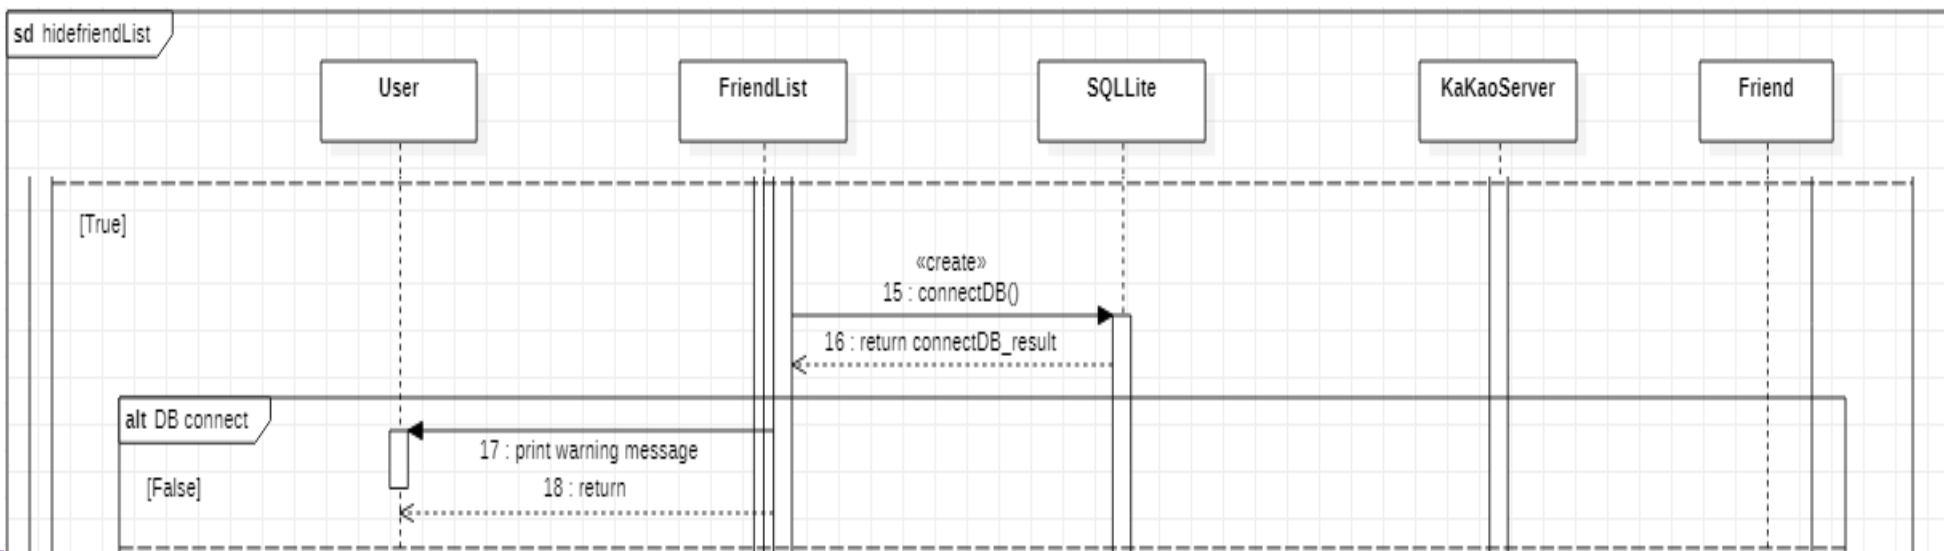 sd hidefriendList
User
FriendList
SQLLite
KaKaoServer
Friend
[True]
«create»
15 : connectDB()
16 : return connectDB_result
alt DB connect
17 : print warning message
[False]
18 : return